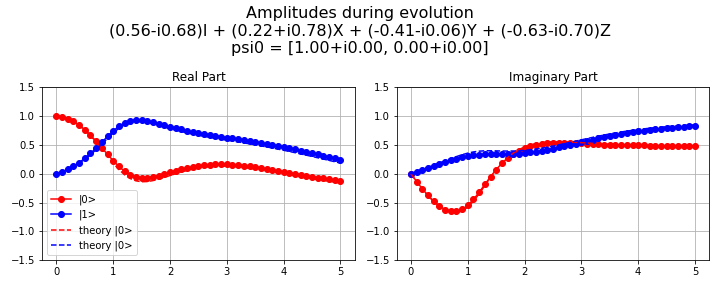 Amplitudes during evolution
(0.56-i0.68)I + (0.22+i0.78)X + (-0.41-i0.06)Y + (-0.63-i0.70)Z
psi0 = [1.00+i0.00, 0.00+i0.00]
Real Part
1.5
1.0
0.5
0.0
−0.5
−1.0
−1.5
|0>
|1>
theory |0>
theory |0>
0 1 2 3 4 5
Imaginary Part
1.5
1.0
0.5
0.0
−0.5
−1.0
−1.5
0 1 2 3 4 5